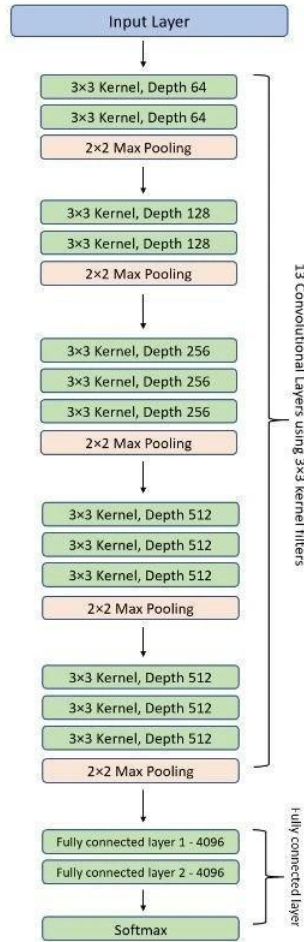 Input Layer
3×3 Kernel, Depth 64
3×3 Kernel, Depth 64
2×2 Max Pooling
3×3 Kernel, Depth 128
3×3 Kernel, Depth 128
2×2 Max Pooling
3×3 Kernel, Depth 256
3×3 Kernel, Depth 256
3×3 Kernel, Depth 256
2×2 Max Pooling
3×3 Kernel, Depth 512
3×3 Kernel, Depth 512
3×3 Kernel, Depth 512
2×2 Max Pooling
3×3 Kernel, Depth 512
3×3 Kernel, Depth 512
3×3 Kernel, Depth 512
2×2 Max Pooling
13 Convolutional Layers using 3×3 kernel filters
Fully connected layer 1 - 4096
Fully connected layer 2 - 4096
Softmax
Fully connected
layer